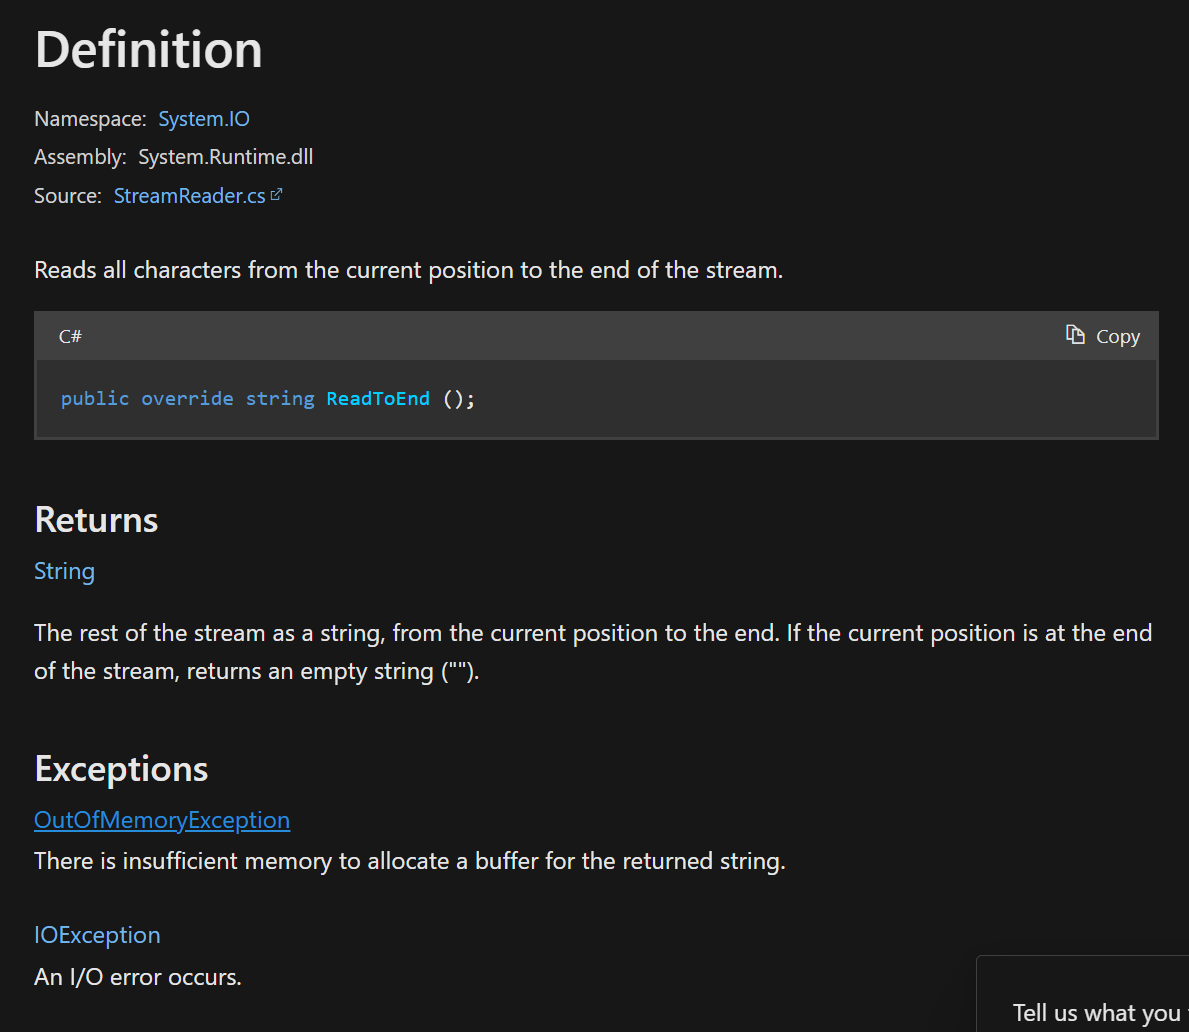 Definition
Namespace: System.IO
Assembly: System.Runtime.dll
Source: StreamReader.cs
Reads all characters from the current position to the end of the stream.
C# Copy
public override string ReadToEnd ();
Returns
String
The rest of the stream as a string, from the current position to the end. If the current position is at the end
of the stream, returns an empty string ("").
Exceptions
OutOfMemoryException
There is insufficient memory to allocate a buffer for the returned string.
IOException
An I/O error occurs.
Tell us what you